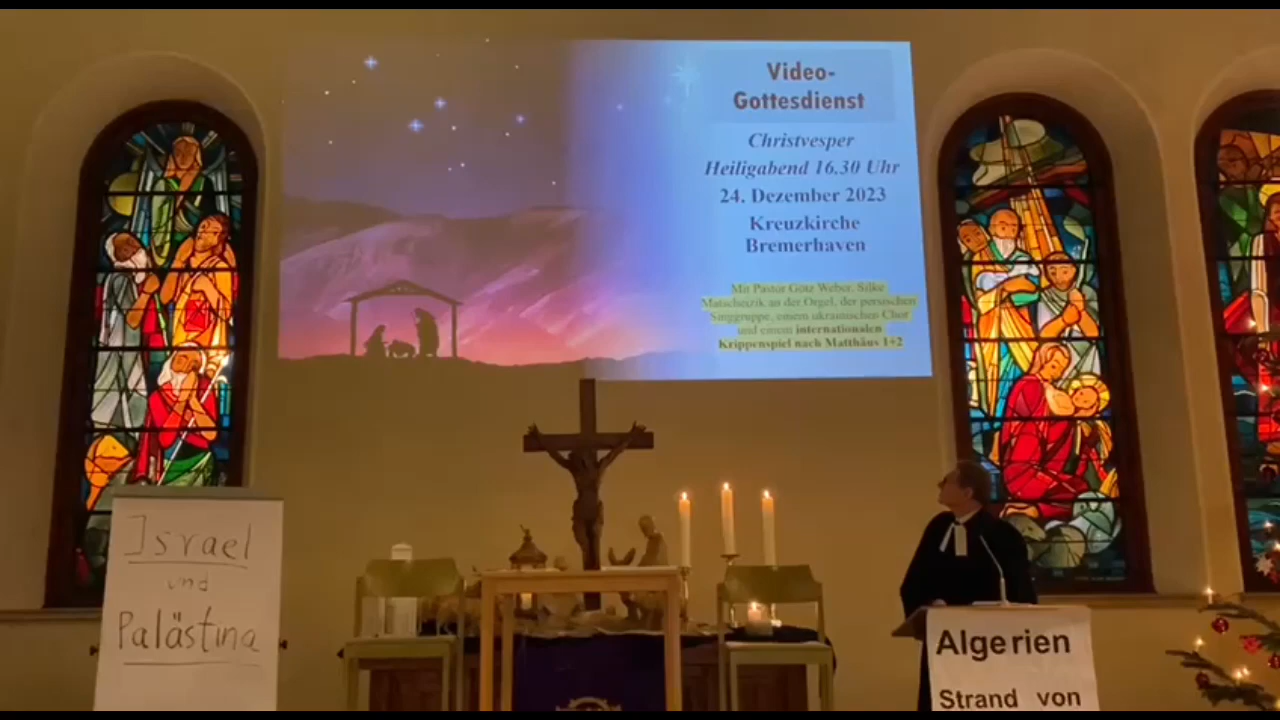 Video-
Gottesdienst
Christvesper
Heiligabend 16.30 Uhr
24. Dezember 2023
Kreuzkirche
Bremerhaven
Mit Pastor Götz Weber, Silke
Matscheizik an der Orgel, der persischen
Singgruppe, einem ukrainischen Chor
und einem internationalen
Krippenspiel nach Matthäus 1+2
Israel
und
Palästina
Algerien
Strand von